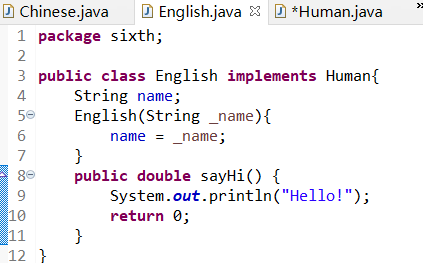 Chinese.java English.java *Human.java
1 package sixth;
2
3 public class English implements Human{
4 String name;
5 English(String _name){
6 name = _name;
7 }
8 public double sayHi() {
9 System.out.println("Hello!");
10 return 0;
11 }
12 }